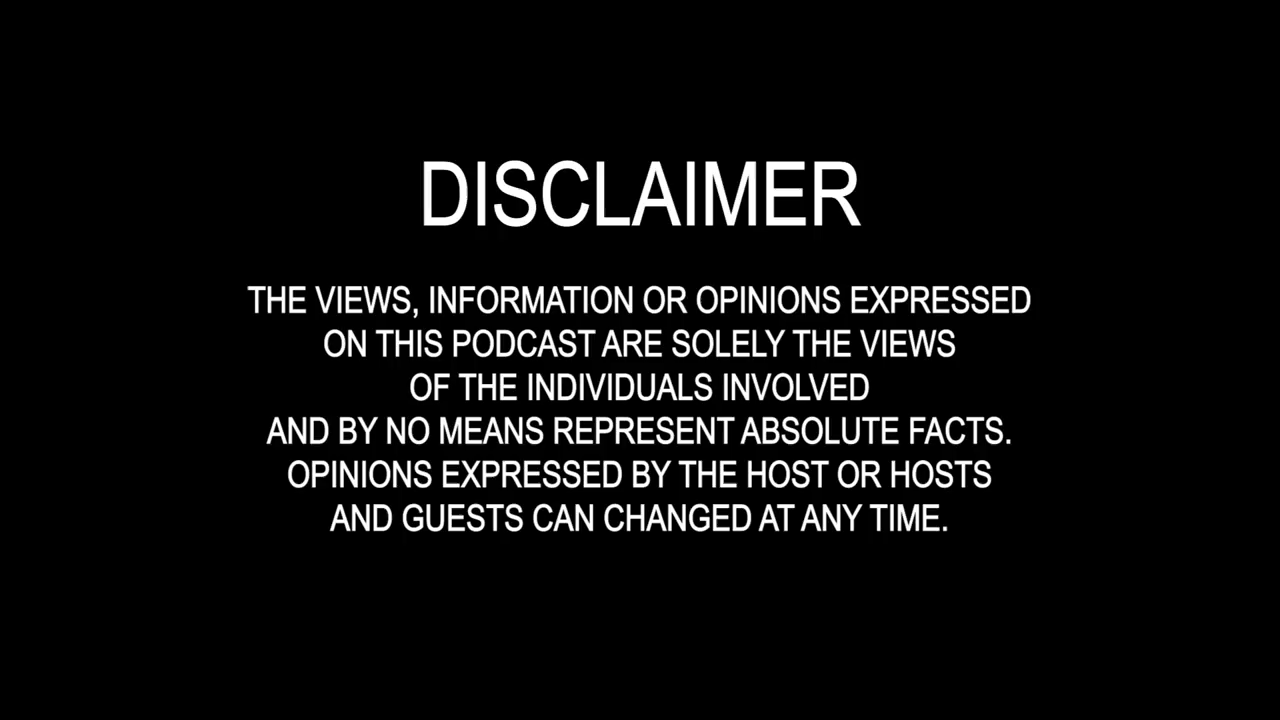 DISCLAIMER
THE VIEWS, INFORMATION OR OPINIONS EXPRESSED
ON THIS PODCAST ARE SOLELY THE VIEWS
OF THE INDIVIDUALS INVOLVED
AND BY NO MEANS REPRESENT ABSOLUTE FACTS.
OPINIONS EXPRESSED BY THE HOST OR HOSTS
AND GUESTS CAN CHANGED AT ANY TIME.